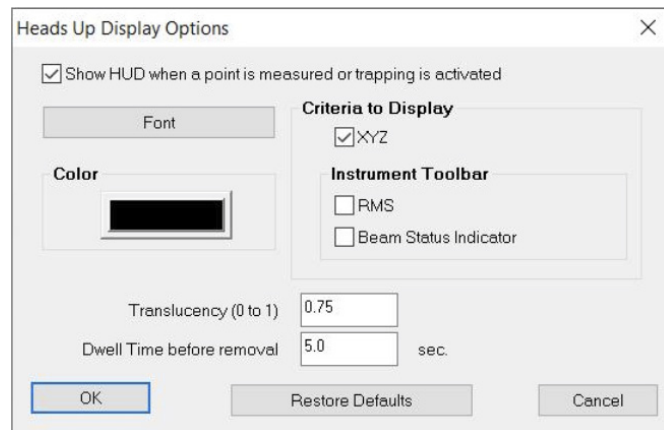 Heads Up Display Options
Show HUD when a point is measured or trapping is activated
Font
Criteria to Display
XYZ
Color
Instrument Toolbar
RMS
Beam Status Indicator
Translucency (0 to 1)
0.75
Dwell Time before removal
5.0
sec.
OK
Restore Defaults
Cancel